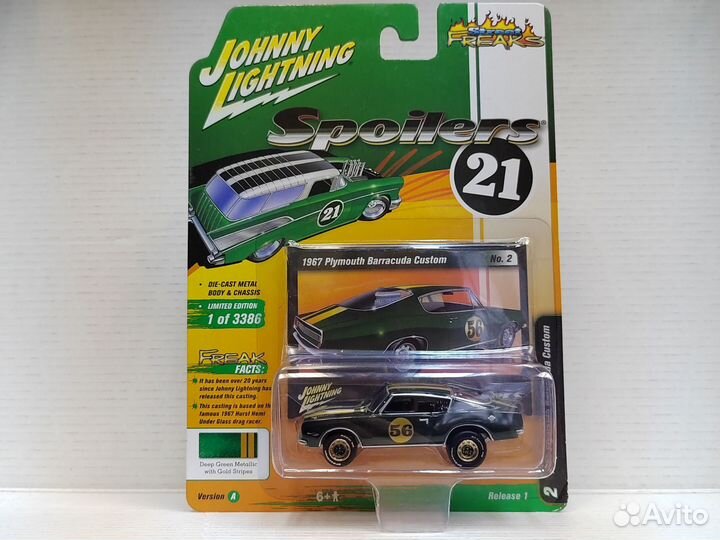 JOHNNY
LIGHTNING
Street
FREAKS
Spoilers
21
21
1967 Plymouth Barracuda Custom
No. 2
56
• DIE-CAST METAL
BODY & CHASSIS
• LIMITED EDITION
1 of 3386
FREAK
FACTS:
It has been over 20 years
since Johnny Lightning has
released this casting.
This casting is based on th
famous 1967 Hurst Hemi
Under Glass drag racer.
JOHNNY
LIGHTNING
56
Deep Green Metallic
with Gold Stripes
Version A
6+
Release 1
2
da Custom
Avito